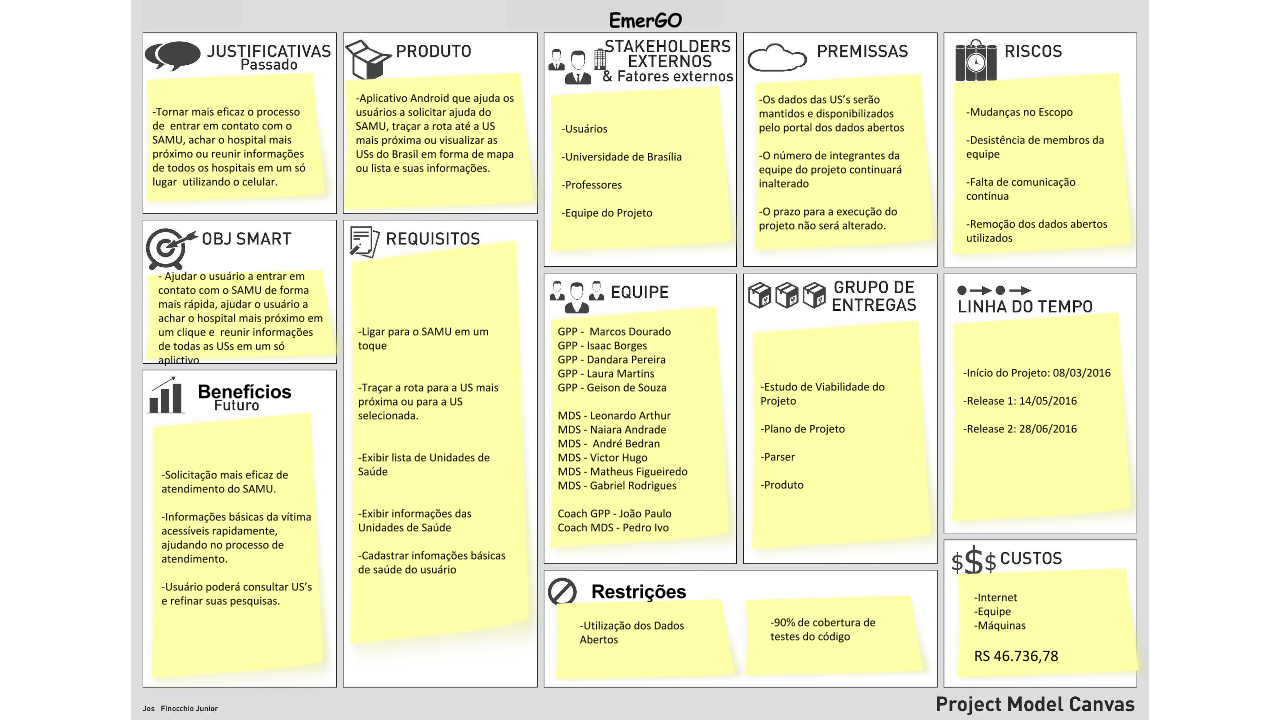 EmerGO
JUSTIFICATIVAS
Passado
-Tornar mais eficaz o processo
de entrar em contato com o
SAMU, achar o hospital mais
próximo ou reunir informações
de todos os hospitais em um só
lugar utilizando o celular.
PRODUTO
-Aplicativo Android que ajuda os
usuários a solicitar ajuda do
SAMU, traçar a rota até a US
mais próxima ou visualizar as
USs do Brasil em forma de mapa
ou lista e suas informações.
STAKEHOLDERS
EXTERNOS
& Fatores externos
-Usuários
-Universidade de Brasília
-Professores
-Equipe do Projeto
PREMISSAS
-Os dados das US's serão
mantidos e disponibilizados
pelo portal dos dados abertos
-O número de integrantes da
equipe do projeto continuará
inalterado
-O prazo para a execução do
projeto não será alterado.
RISCOS
-Mudanças no Escopo
-Desistência de membros da
equipe
-Falta de comunicação
contínua
-Remoção dos dados abertos
utilizados
OBJ SMART
- Ajudar o usuário a entrar em
contato com o SAMU de forma
mais rápida, ajudar o usuário a
achar o hospital mais próximo em
um clique e reunir informações
de todas as USs em um só
aplictivo
REQUISITOS
-Ligar para o SAMU em um
toque
-Traçar a rota para a US mais
próxima ou para a US
selecionada.
-Exibir lista de Unidades de
Saúde
-Exibir informações das
Unidades de Saúde
-Cadastrar infomações básicas
de saúde do usuário
EQUIPE
GPP - Marcos Dourado
GPP - Isaac Borges
GPP - Dandara Pereira
GPP - Laura Martins
GPP - Geison de Souza
MDS - Leonardo Arthur
MDS - Naiara Andrade
MDS - André Bedran
MDS - Victor Hugo
MDS - Matheus Figueiredo
MDS - Gabriel Rodrigues
Coach GPP - João Paulo
Coach MDS - Pedro Ivo
GRUPO DE
ENTREGAS
-Estudo de Viabilidade do
Projeto
-Plano de Projeto
-Parser
-Produto
LINHA DO TEMPO
-Início do Projeto: 08/03/2016
-Release 1: 14/05/2016
-Release 2: 28/06/2016
Benefícios
Futuro
-Solicitação mais eficaz de
atendimento do SAMU.
-Informações básicas da vítima
acessíveis rapidamente,
ajudando no processo de
atendimento.
-Usuário poderá consultar US's
e refinar suas pesquisas.
Restrições
-Utilização dos Dados
Abertos
-90% de cobertura de
testes do código
$$$ CUSTOS
-Internet
-Equipe
-Máquinas
RS 46.736,78
Jos Finocchio Junior
Project Model Canvas